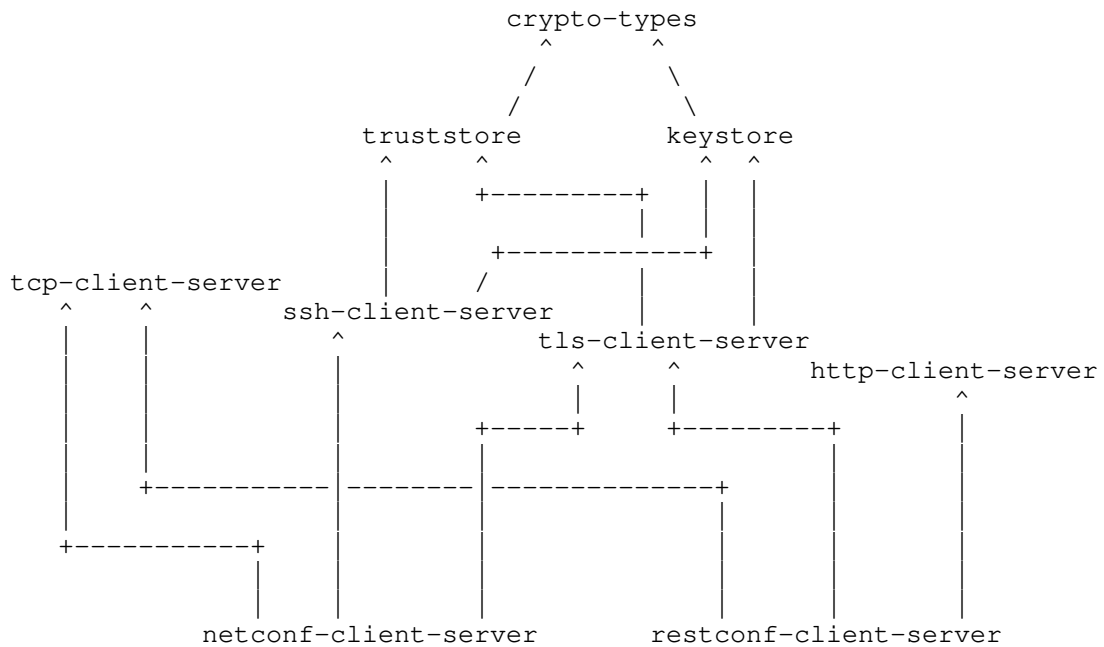 crypto-types
truststore keystore
tcp-client-server
ssh-client-server
tls-client-server
http-client-server
netconf-client-server restconf-client-server